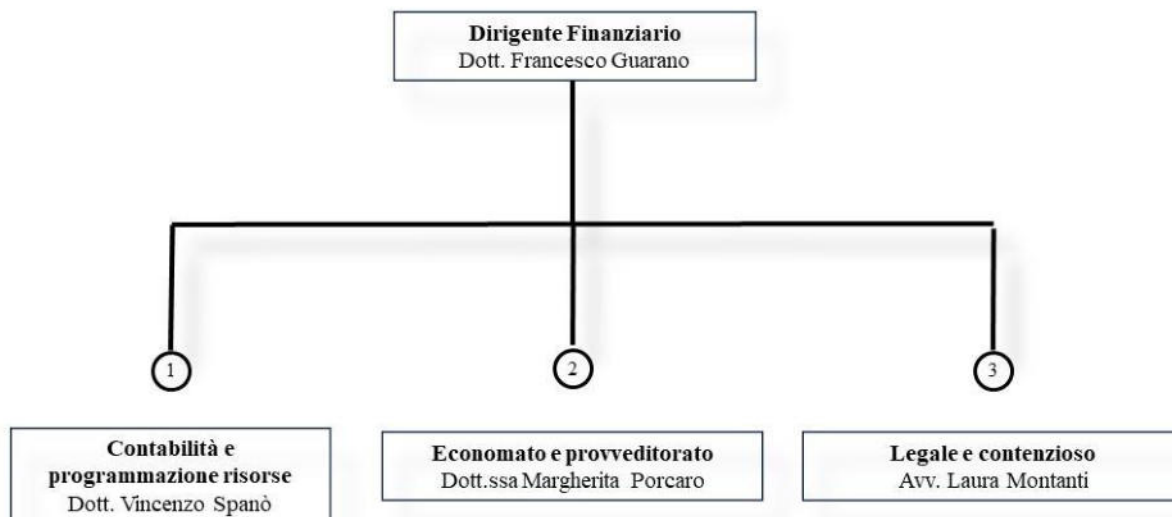 Dirigente Finanziario
Dott. Francesco Guarano
1
2
3
Contabilità e
programmazione risorse
Dott. Vincenzo Spanò
Economato e provveditorato
Dott.ssa Margherita Porcaro
Legale e contenzioso
Avv. Laura Montanti